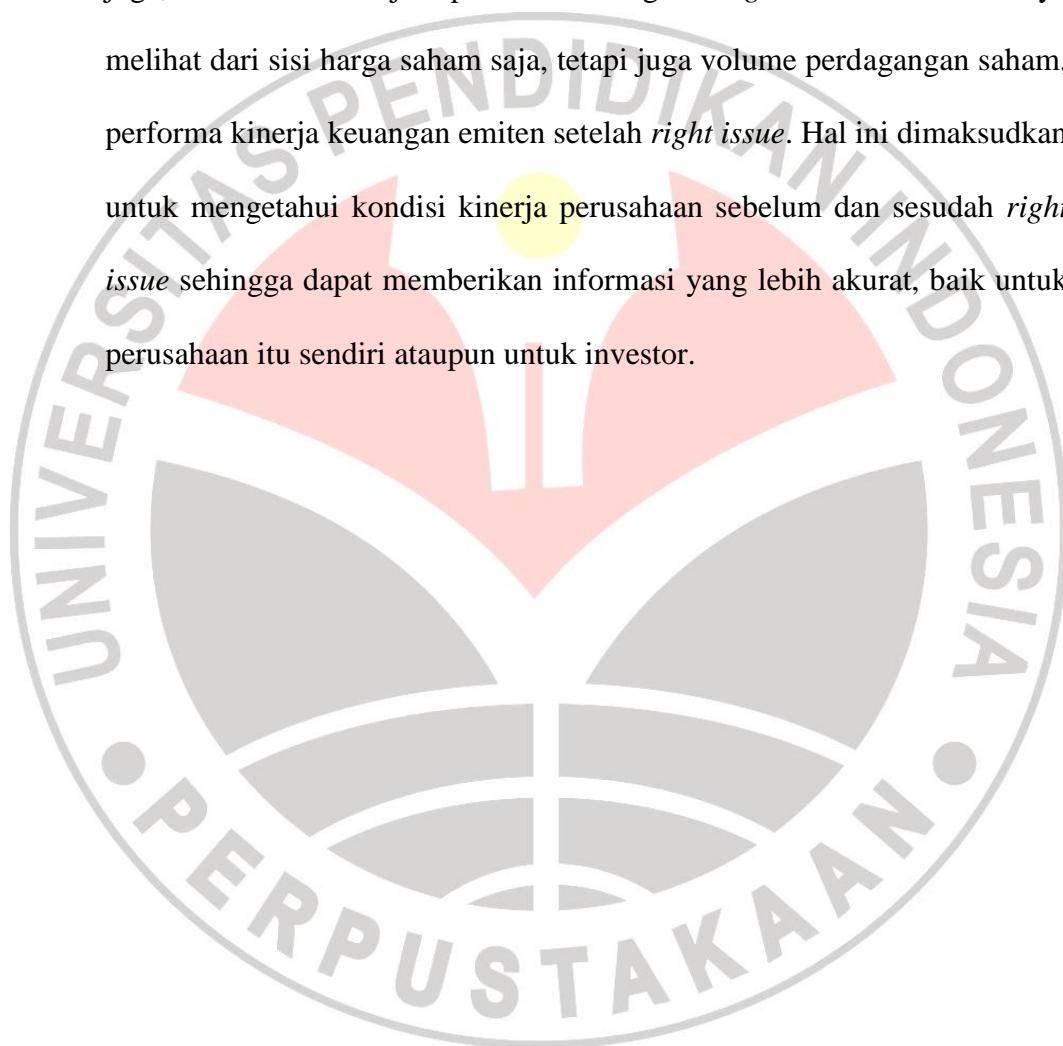 melihat dari sisi harga saham saja, tetapi juga volume perdagangan saham,
performa kinerja keuangan emiten setelah right issue. Hal ini dimaksudkan
untuk mengetahui kondisi kinerja perusahaan sebelum dan sesudah right
issue sehingga dapat memberikan informasi yang lebih akurat, baik untuk
perusahaan itu sendiri ataupun untuk investor.
UNIVERSITAS PENDIDIKAN INDONESIA
PERPUSTAKAAN